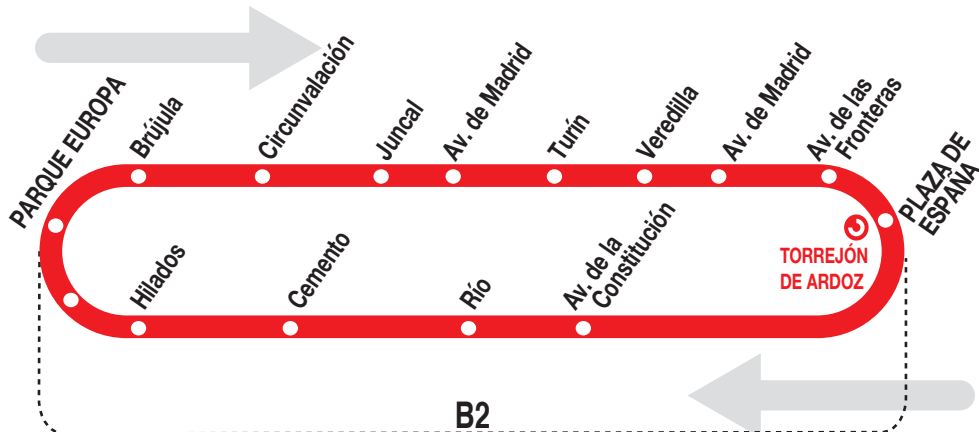 PARQUE EUROPA
Brújula
Circunvalación
Juncal
Av. de Madrid
Turín
Veredilla
Av. de Madrid
Av. de las
Fronteras
PLAZA DE
ESPAÑA
TORREJÓN
DE ARDOZ
Hilados
Cemento
Río
Av. de la
Constitución
B2